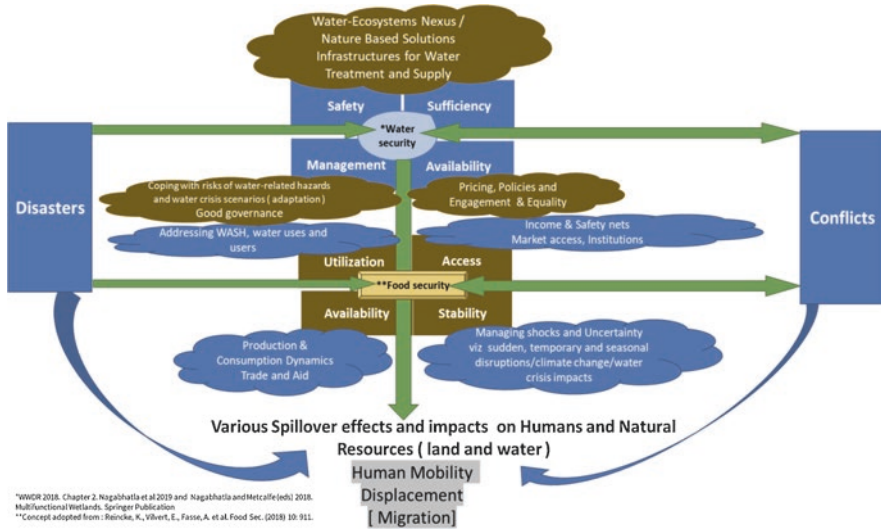 Water-Ecosystems Nexus /
Nature Based Solutions
Infrastructures for Water
Treatment and Supply
Safety
Sufficiency
*Water
security
Management
Availability
Disasters
Conflicts
Coping with risks of water-related hazards
and water crisis scenarios ( adaptation )
Good governance
Pricing, Policies and
Engagement & Equality
Addressing WASH, water uses and
users
Income & Safety nets
Market access, Institutions
Utilization
Access
**Food security
Availability
Stability
Production &
Consumption Dynamics
Trade and Aid
Managing shocks and Uncertainty
viz sudden, temporary and seasonal
disruptions/climate change/water
crisis impacts
Various Spillover effects and impacts on Humans and Natural
Resources ( land and water )
Human Mobility
Displacement
[ Migration]
*WWDR 2018. Chapter 2. Nagabhatla et al 2019 and Nagabhatla and Metcalfe (eds) 2018.
Multifunctional Wetlands. Springer Publication
**Concept adopted from : Reincke, K., Vilvert, E., Fasse, A. et al. Food Sec. (2018) 10: 911.